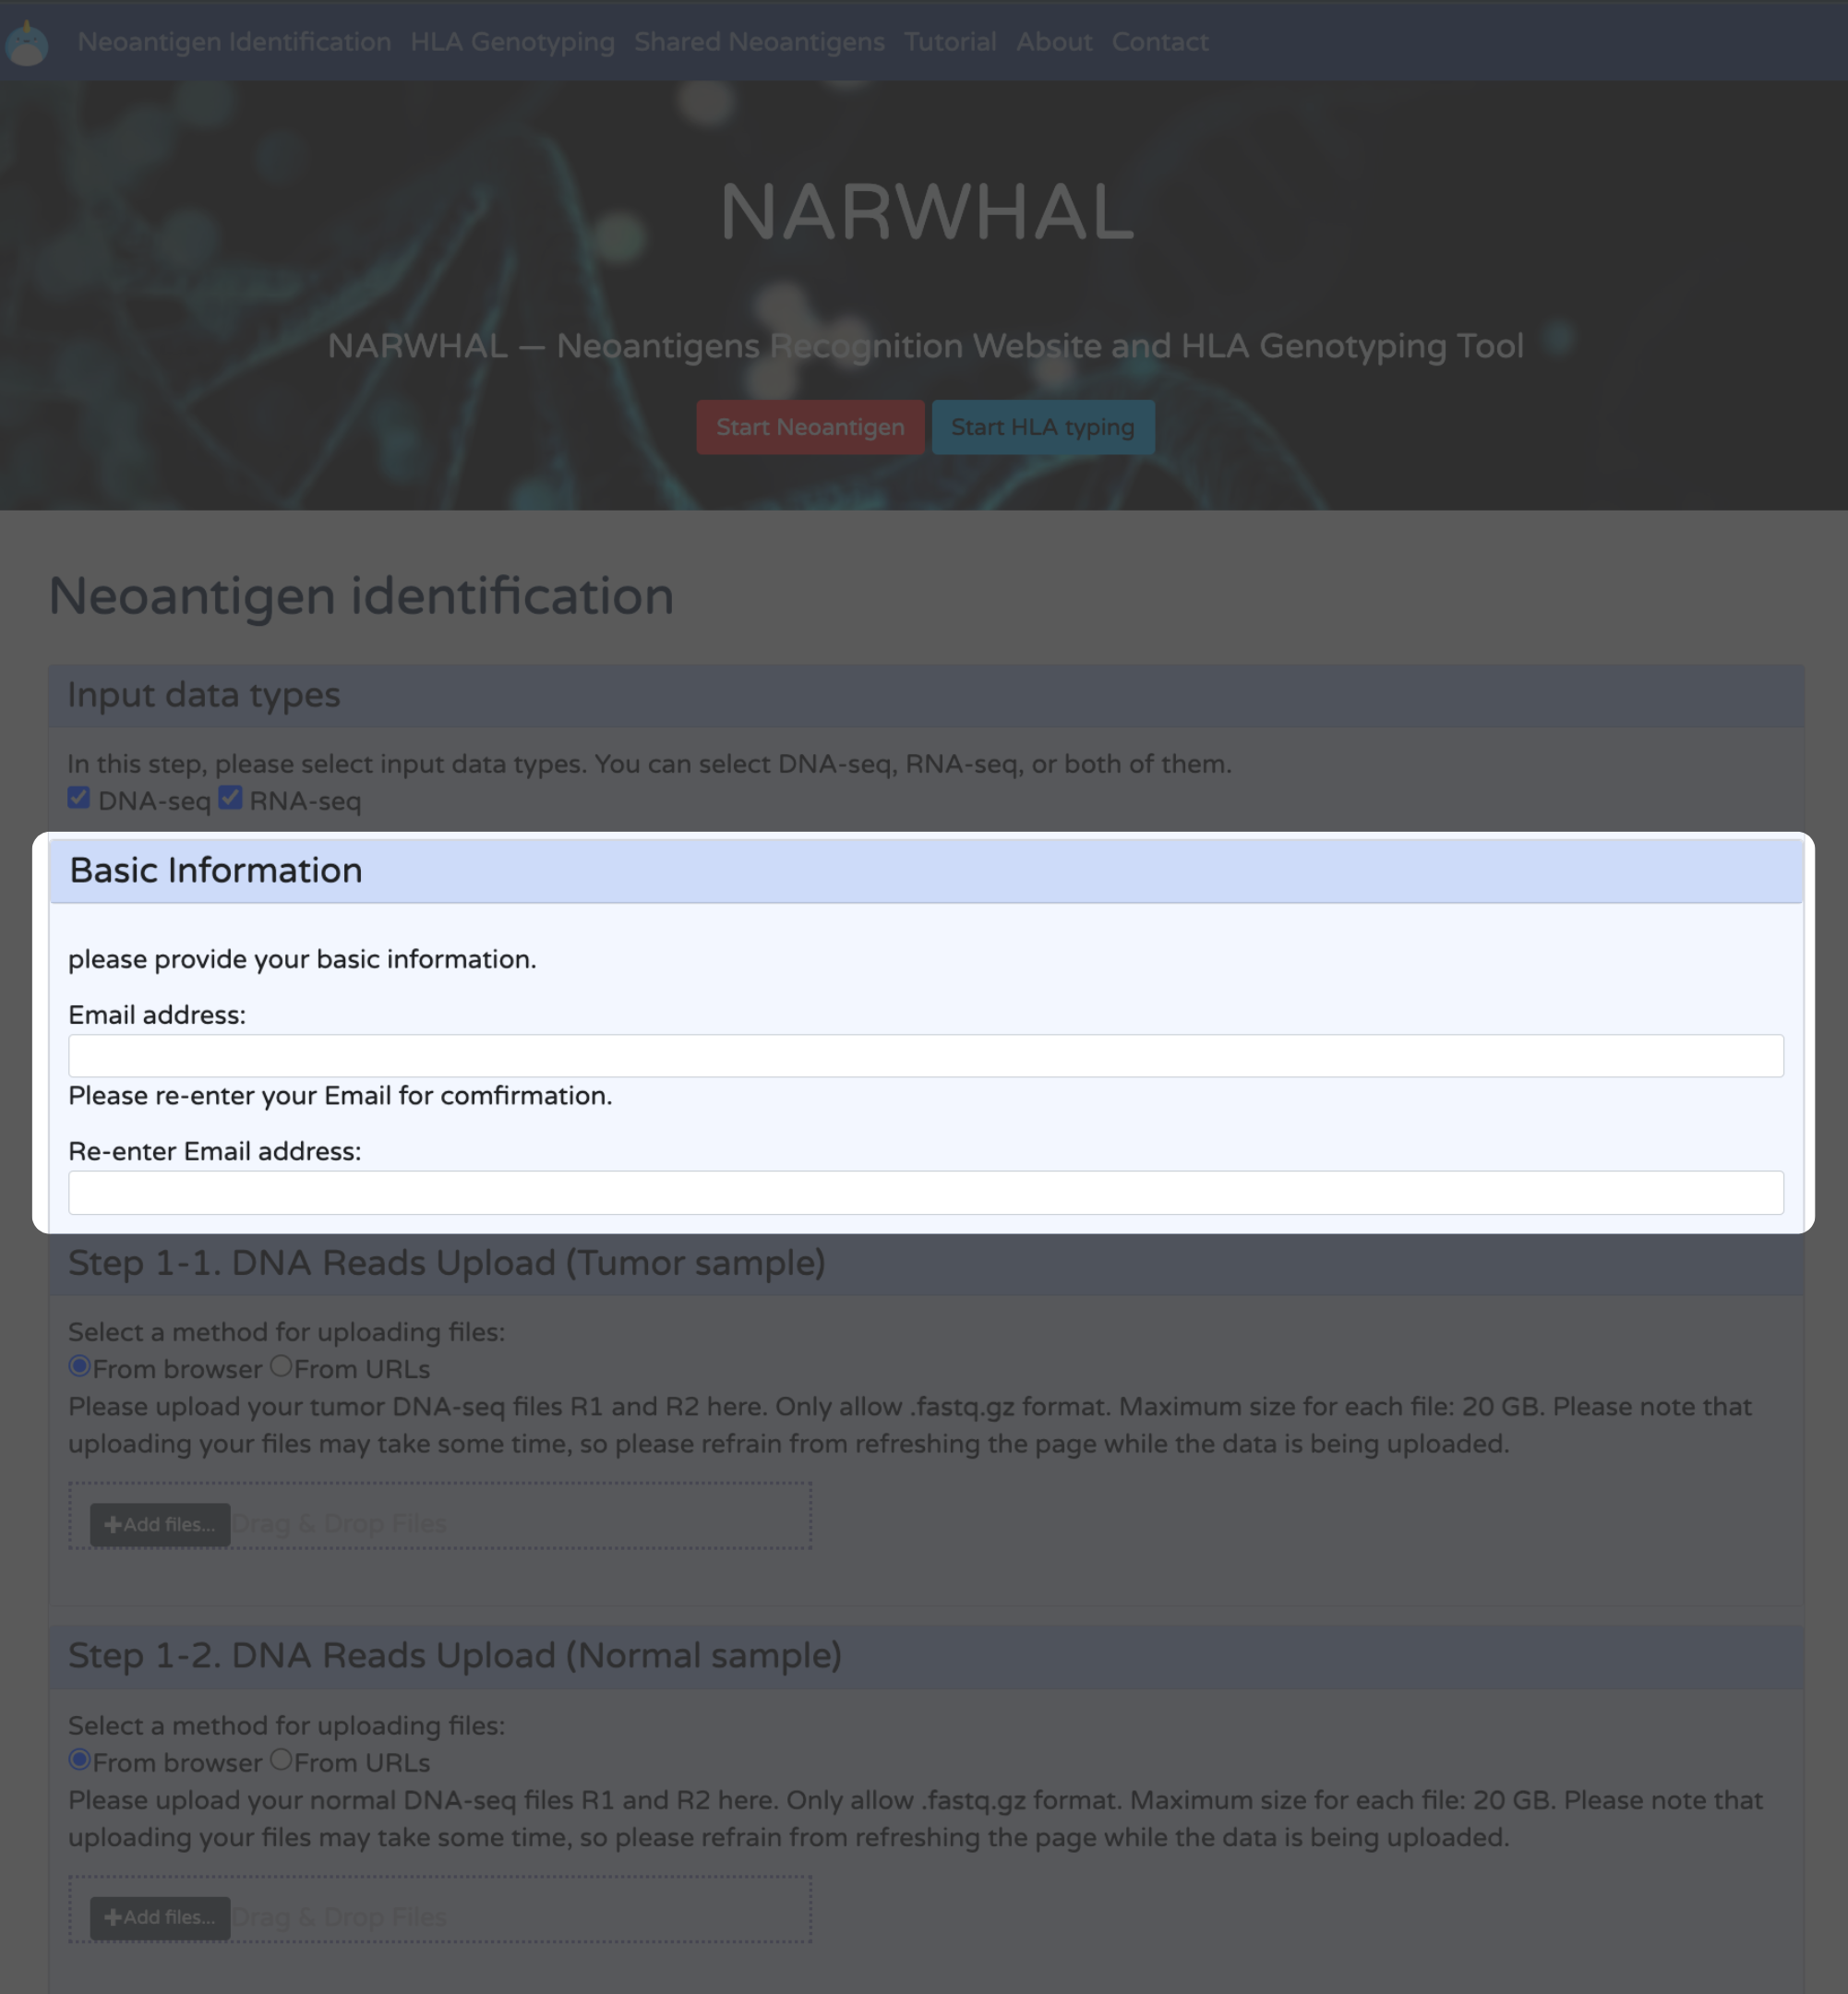 Neoantigen Identification HLA Genotyping Shared Neoantigens Tutorial About Contact
NARWHAL
NARWHAL — Neoantigens Recognition Website and HLA Genotyping Tool
Start Neoantigen Start HLA typing
Neoantigen identification
Input data types
In this step, please select input data types. You can select DNA-seq, RNA-seq, or both of them.
DNA-seq RNA-seq
Basic Information
please provide your basic information.
Email address:
Please re-enter your Email for comfirmation.
Re-enter Email address:
Step 1-1. DNA Reads Upload (Tumor sample)
Select a method for uploading files:
From browser From URLs
Please upload your tumor DNA-seq files R1 and R2 here. Only allow .fastq.gz format. Maximum size for each file: 20 GB. Please note that
uploading your files may take some time, so please refrain from refreshing the page while the data is being uploaded.
+Add files... Drag & Drop Files
Step 1-2. DNA Reads Upload (Normal sample)
Select a method for uploading files:
From browser From URLs
Please upload your normal DNA-seq files R1 and R2 here. Only allow .fastq.gz format. Maximum size for each file: 20 GB. Please note that
uploading your files may take some time, so please refrain from refreshing the page while the data is being uploaded.
+Add files... Drag & Drop Files